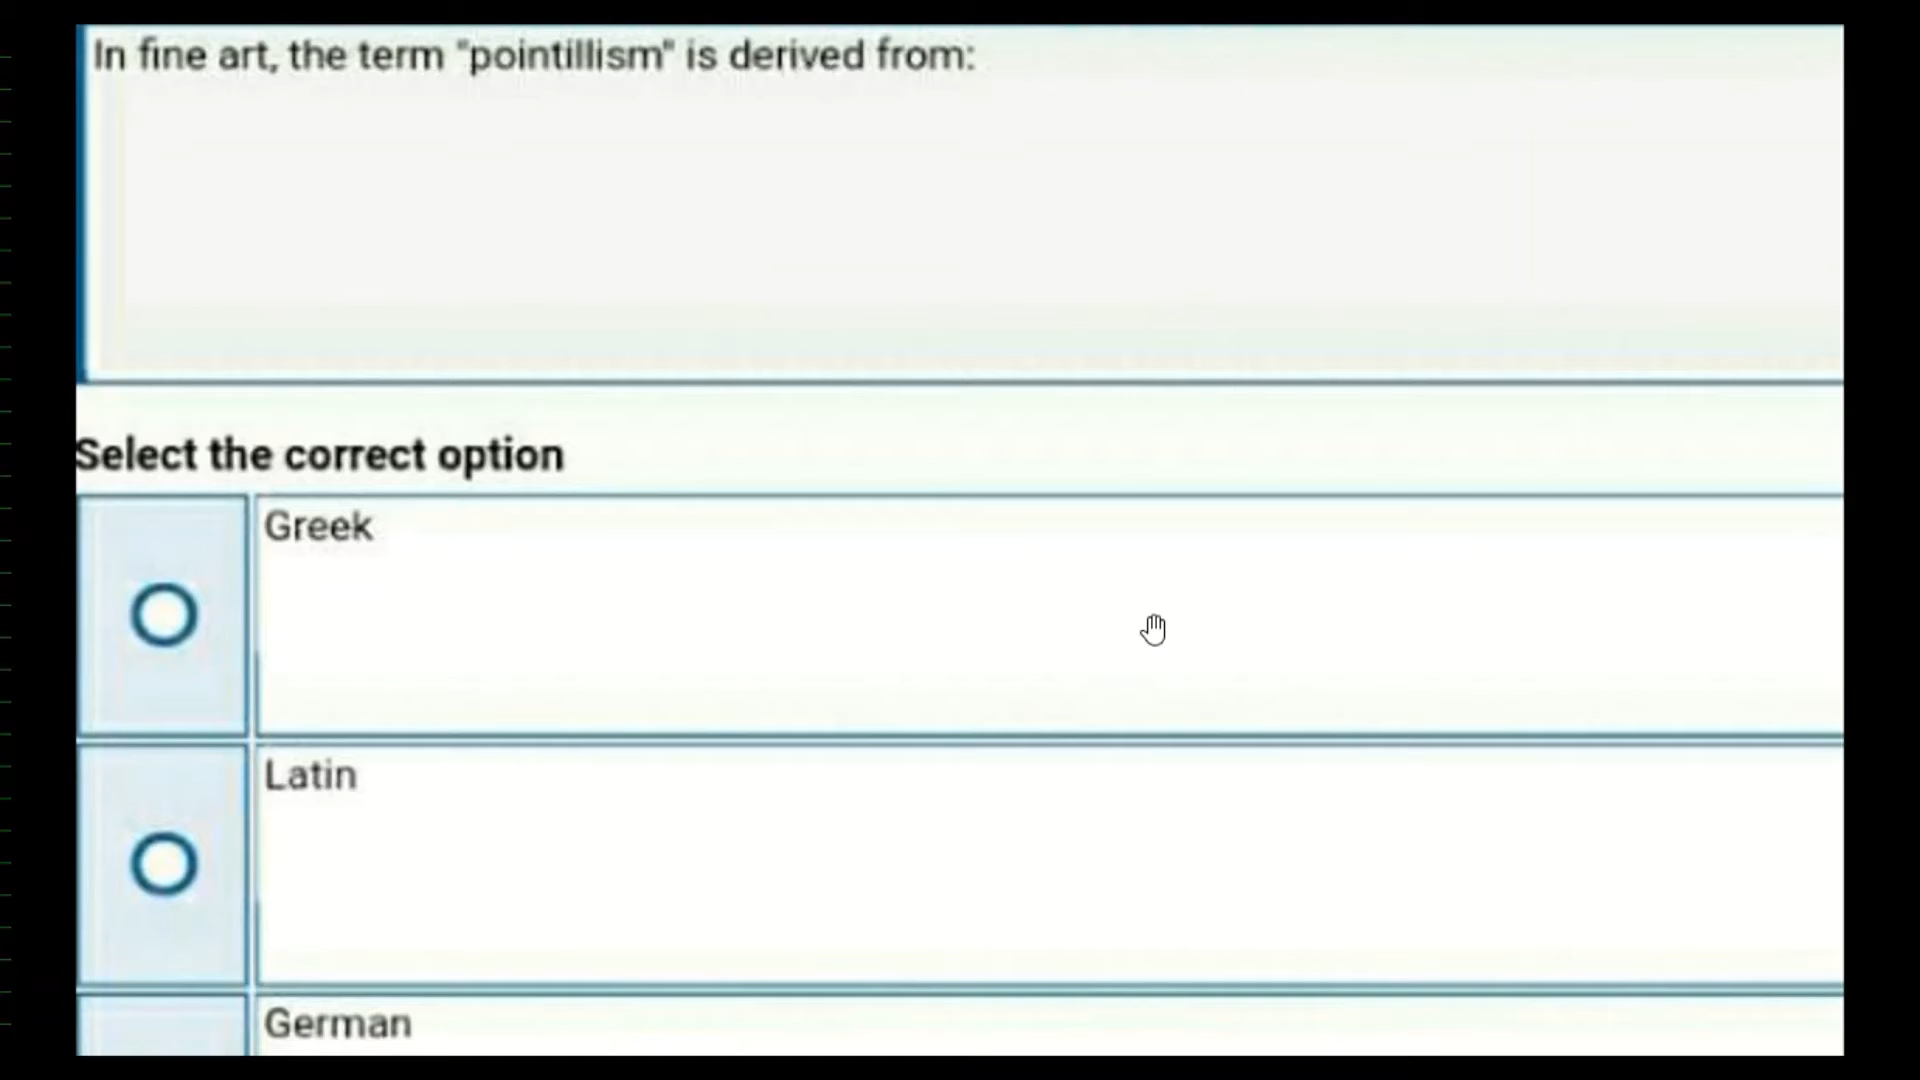 In fine art, the term "pointillism" is derived from:
Select the correct option
Greek
Latin
German